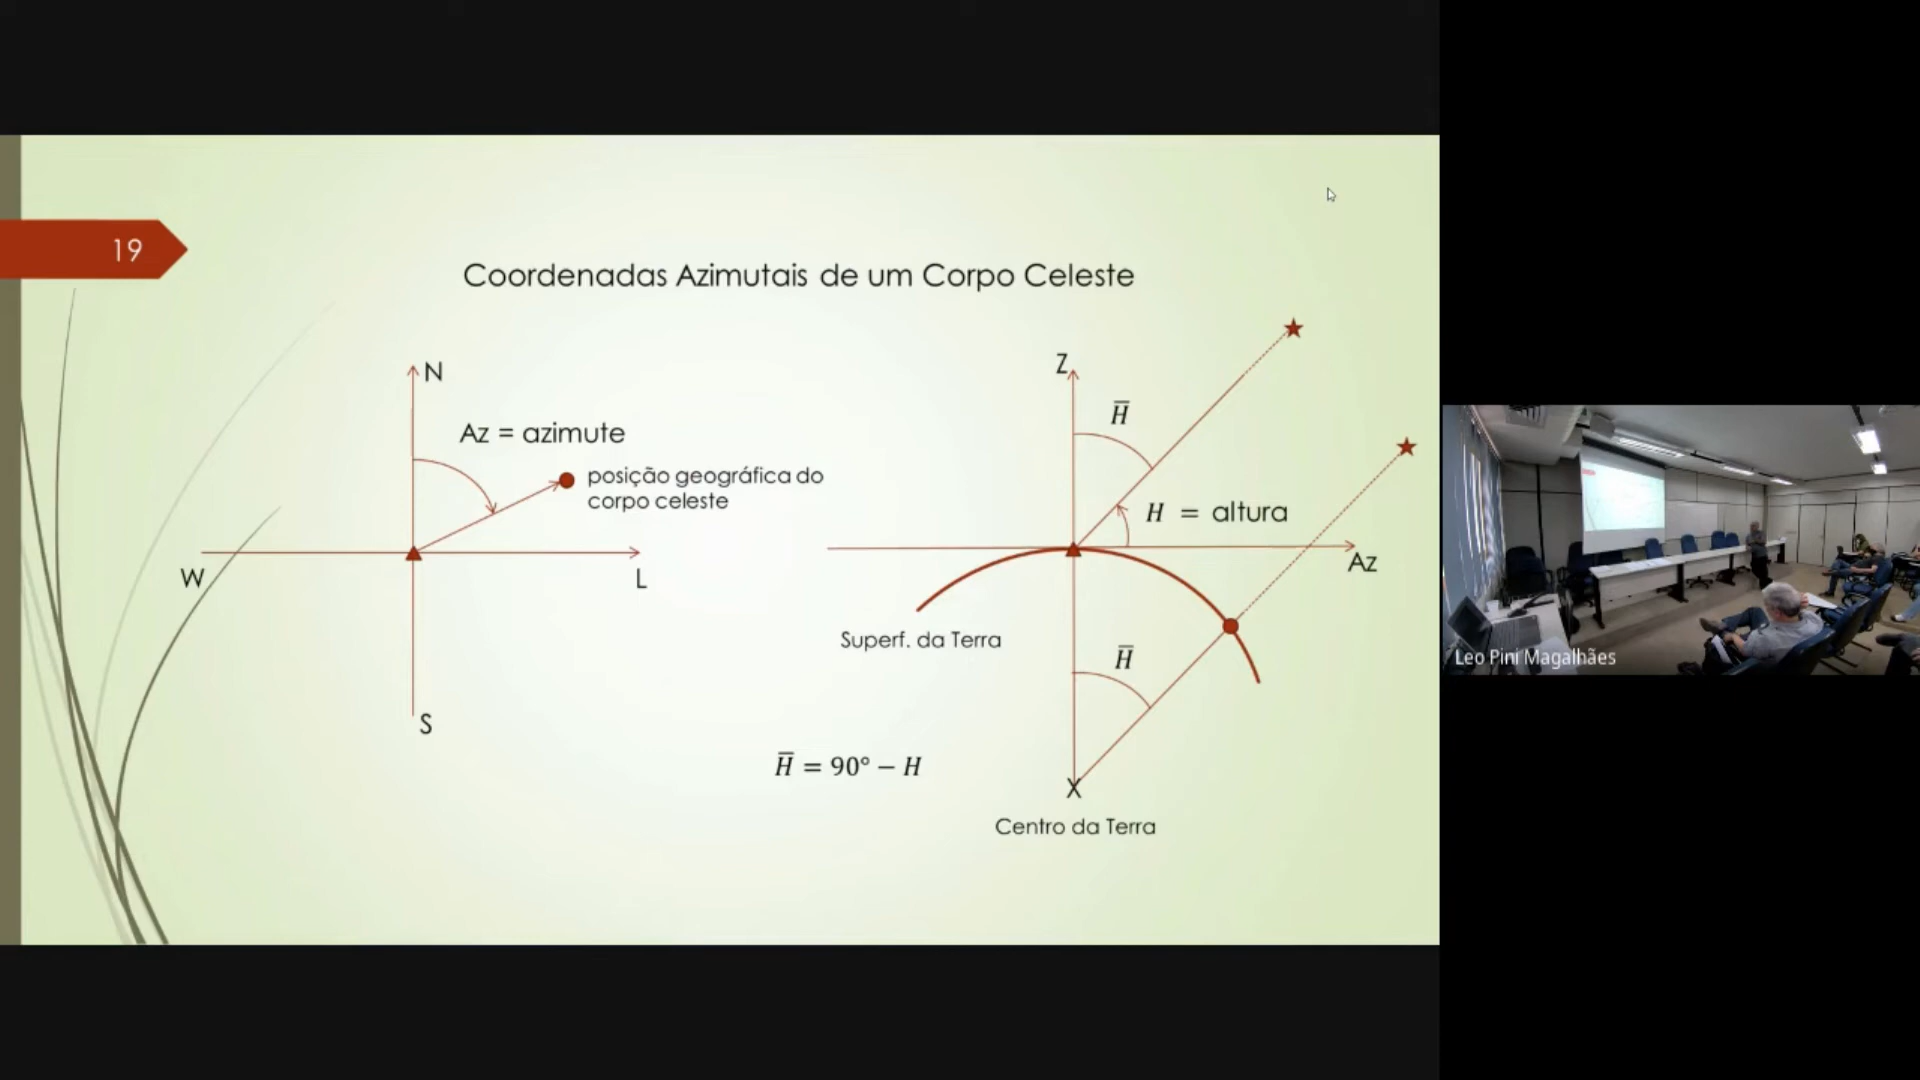 19
Coordenadas Azimutais de um Corpo Celeste
N
Az = azimute
posição geográfica do
corpo celeste
W
L
S
Z
H̅
H = altura
Az
Superf. da Terra
H̅
H̅ = 90° − H
X
Centro da Terra
Leo Pini Magalhães